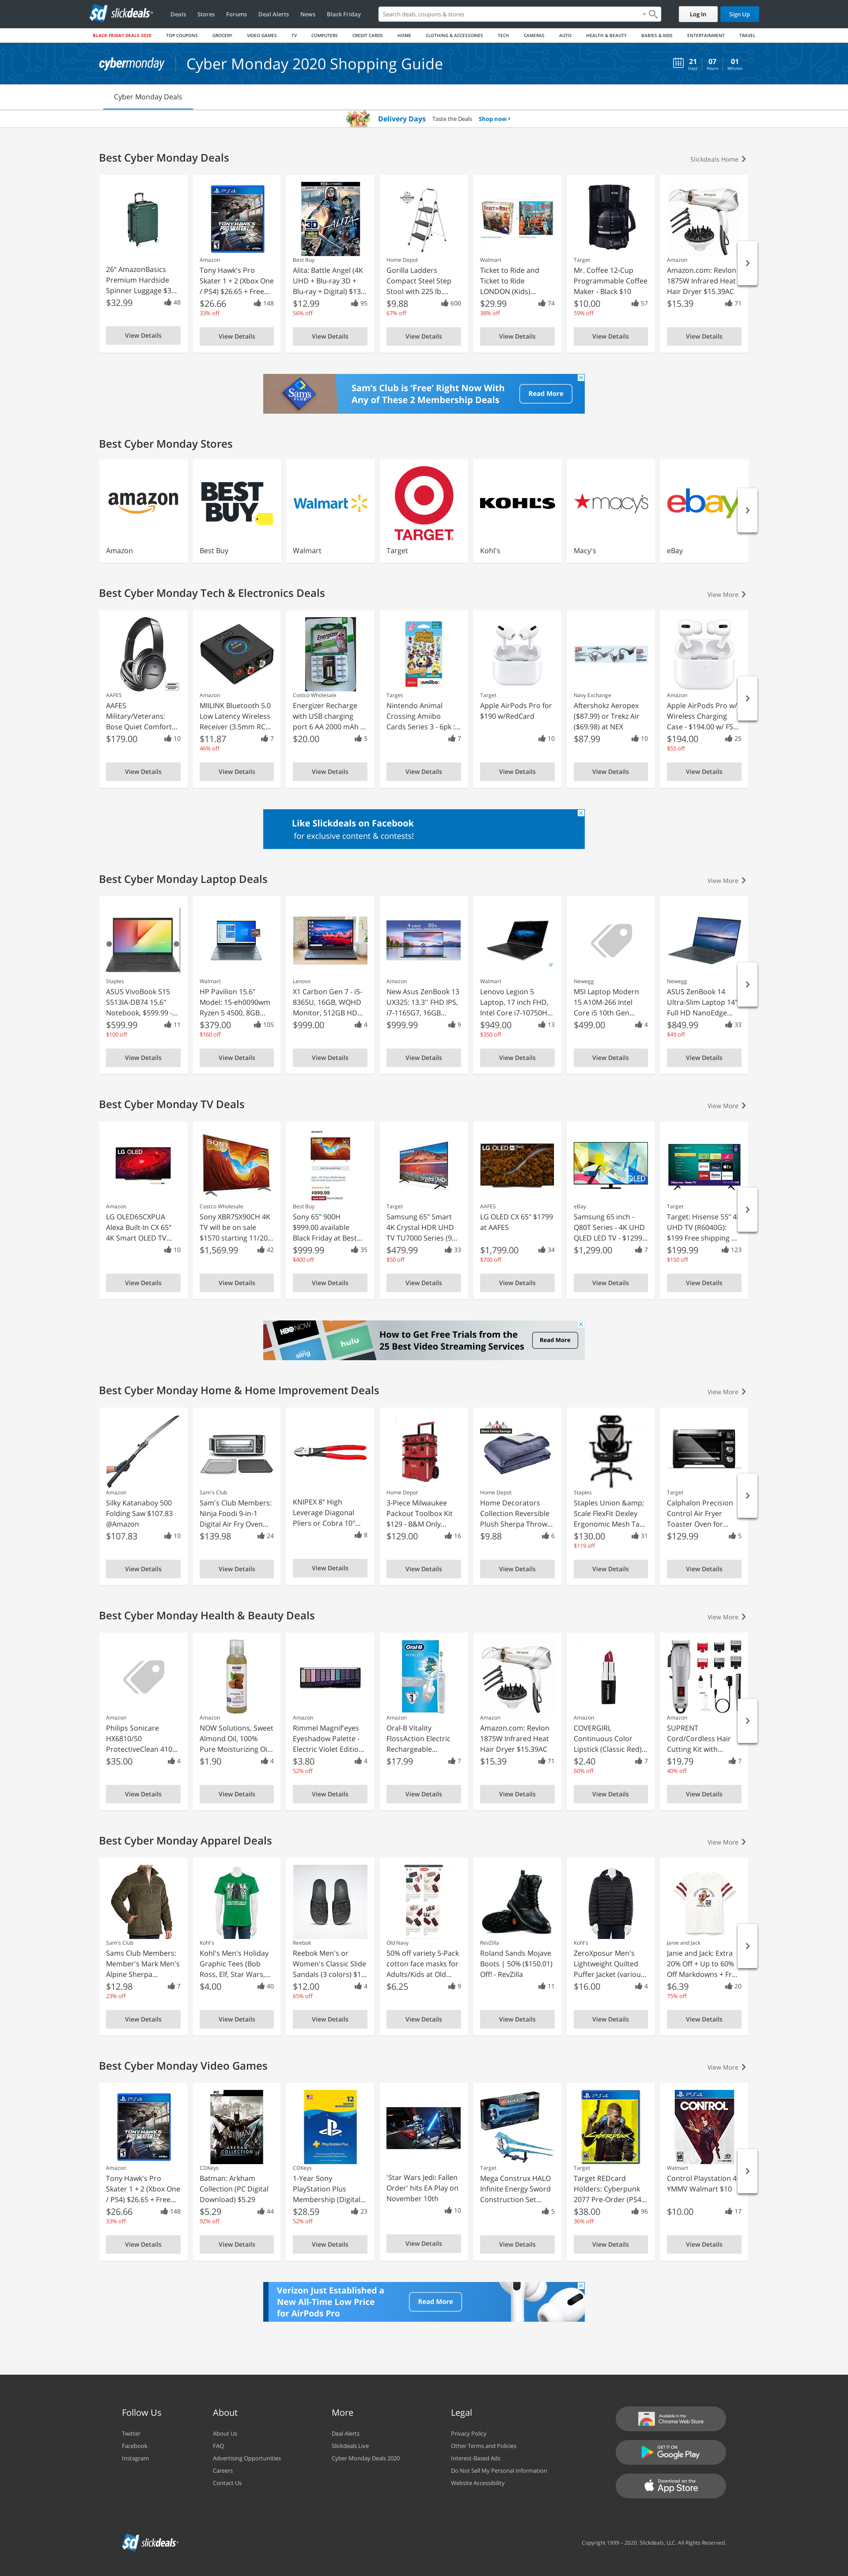 slickdeals
Deals
Stores
Forums
Deal Alerts
News
Black Friday
Search deals, coupons & stores
Log In
Sign Up
BLACK FRIDAY DEALS 2020
TOP COUPONS
GROCERY
VIDEO GAMES
TV
COMPUTERS
CREDIT CARDS
HOME
CLOTHING & ACCESSORIES
TECH
CAMERAS
AUTO
HEALTH & BEAUTY
BABIES & KIDS
ENTERTAINMENT
TRAVEL
cybermonday
Cyber Monday 2020 Shopping Guide
21 07 01
Days Hours Minutes
Cyber Monday Deals
Delivery Days Taste the Deals Shop now
Best Cyber Monday Deals
Slickdeals Home
26" AmazonBasics
Premium Hardside
Spinner Luggage $3...
$32.99
48
View Details
Amazon
Tony Hawk's Pro
Skater 1 + 2 (Xbox One
/ PS4) $26.65 + Free...
$26.66
148
33% off
View Details
Best Buy
Alita: Battle Angel (4K
UHD + Blu-ray 3D +
Blu-ray + Digital) $13...
$12.99
95
56% off
View Details
Home Depot
Gorilla Ladders
Compact Steel Step
Stool with 225 lb....
$9.88
600
67% off
View Details
Walmart
Ticket to Ride and
Ticket to Ride
LONDON (Kids)...
$29.99
74
38% off
View Details
Target
Mr. Coffee 12-Cup
Programmable Coffee
Maker - Black $10
$10.00
57
59% off
View Details
Amazon
Amazon.com: Revlon
1875W Infrared Heat
Hair Dryer $15.39AC
$15.39
71
View Details
Sam's Club is 'Free' Right Now With
Any of These 2 Membership Deals
Read More
Best Cyber Monday Stores
amazon
Amazon
BEST
BUY
Best Buy
Walmart
Walmart
TARGET
Target
KOHL'S
Kohl's
macy's
Macy's
ebay
eBay
Best Cyber Monday Tech & Electronics Deals
View More
AAFES
AAFES
Military/Veterans:
Bose Quiet Comfort...
$179.00
10
View Details
Amazon
MIILINK Bluetooth 5.0
Low Latency Wireless
Receiver (3.5mm RC...
$11.87
7
46% off
View Details
Costco Wholesale
Energizer Recharge
with USB charging
port 6 AA 2000 mAh ...
$20.00
5
View Details
Target
Nintendo Animal
Crossing Amiibo
Cards Series 3 - 6pk :...
7
View Details
Target
Apple AirPods Pro for
$190 w/RedCard
10
View Details
Navy Exchange
Aftershokz Aeropex
($87.99) or Trekz Air
($69.98) at NEX
$87.99
10
View Details
Amazon
Apple AirPods Pro w/
Wireless Charging
Case - $194.00 w/ FS...
$194.00
25
$55 off
View Details
Like Slickdeals on Facebook
for exclusive content & contests!
Best Cyber Monday Laptop Deals
View More
Staples
ASUS VivoBook S15
S513IA-DB74 15.6"
Notebook, $599.99 -...
$599.99
11
$100 off
View Details
Walmart
HP Pavilion 15.6"
Model: 15-eh0090wm
Ryzen 5 4500, 8GB...
$379.00
105
$160 off
View Details
Lenovo
X1 Carbon Gen 7 - i5-
8365U, 16GB, WQHD
Monitor, 512GB HD...
$999.00
4
View Details
Amazon
New Asus ZenBook 13
UX325: 13.3'' FHD IPS,
i7-1165G7, 16GB...
$999.99
9
View Details
Walmart
Lenovo Legion 5
Laptop, 17 inch FHD,
Intel Core i7-10750H...
$949.00
13
$350 off
View Details
Newegg
MSI Laptop Modern
15 A10M-266 Intel
Core i5 10th Gen...
$499.00
4
View Details
Newegg
ASUS ZenBook 14
Ultra-Slim Laptop 14"
Full HD NanoEdge...
$849.99
33
$49 off
View Details
Best Cyber Monday TV Deals
View More
LG OLED
Amazon
LG OLED65CXPUA
Alexa Built-In CX 65"
4K Smart OLED TV...
10
View Details
SONY
Costco Wholesale
Sony XBR75X90CH 4K
TV will be on sale
$1570 starting 11/20...
$1,569.99
42
View Details
Best Buy
Sony 65" 900H
$999.00 available
Black Friday at Best...
$999.99
35
$400 off
View Details
Target
Samsung 65" Smart
4K Crystal HDR UHD
TV TU7000 Series (9...
$479.99
33
$50 off
View Details
LG OLED
AAFES
LG OLED CX 65" $1799
at AAFES
$1,799.00
34
$700 off
View Details
QLED
eBay
Samsung 65 inch -
Q80T Series - 4K UHD
QLED LED TV - $1299...
$1,299.00
7
View Details
Target
Target: Hisense 55" 4
UHD TV (R6040G):
$199 Free shipping ...
$199.99
123
$150 off
View Details
HBO NOW
hulu
sling
How to Get Free Trials from the
25 Best Video Streaming Services
Read More
Best Cyber Monday Home & Home Improvement Deals
View More
Amazon
Silky Katanaboy 500
Folding Saw $107.83
@Amazon
$107.83
10
View Details
Sam's Club
Sam's Club Members:
Ninja Foodi 9-in-1
Digital Air Fry Oven...
$139.98
24
View Details
KNIPEX 8" High
Leverage Diagonal
Pliers or Cobra 10"...
8
View Details
Home Depot
3-Piece Milwaukee
Packout Toolbox Kit
$129 - B&M Only...
$129.00
16
View Details
Home Depot
Home Decorators
Collection Reversible
Plush Sherpa Throw...
$9.88
6
View Details
Staples
Staples Union &amp;
Scale FlexFit Dexley
Ergonomic Mesh Ta...
$130.00
31
$119 off
View Details
Target
Calphalon Precision
Control Air Fryer
Toaster Oven for...
$129.99
5
View Details
Best Cyber Monday Health & Beauty Deals
View More
Amazon
Philips Sonicare
HX6810/50
ProtectiveClean 410...
$35.00
4
View Details
Amazon
NOW Solutions, Sweet
Almond Oil, 100%
Pure Moisturizing Oi...
$1.90
4
View Details
Amazon
Rimmel Magnif'eyes
Eyeshadow Palette -
Electric Violet Editio...
$3.80
4
52% off
View Details
Oral-B
VITALITY
Amazon
Oral-B Vitality
FlossAction Electric
Rechargeable...
$17.99
7
View Details
Amazon
Amazon.com: Revlon
1875W Infrared Heat
Hair Dryer $15.39AC
$15.39
71
View Details
Amazon
COVERGIRL
Continuous Color
Lipstick (Classic Red)...
$2.40
7
60% off
View Details
Amazon
SUPRENT
Cord/Cordless Hair
Cutting Kit with...
$19.79
7
40% off
View Details
Best Cyber Monday Apparel Deals
View More
Sam's Club
Sams Club Members:
Member's Mark Men's
Alpine Sherpa...
$12.98
7
23% off
View Details
Kohl's
Kohl's Men's Holiday
Graphic Tees (Bob
Ross, Elf, Star Wars,...
$4.00
40
View Details
Reebok
Reebok Men's or
Women's Classic Slide
Sandals (3 colors) $1...
$12.00
4
65% off
View Details
Old Navy
50% off variety 5-Pack
cotton face masks for
Adults/Kids at Old...
$6.25
9
View Details
RevZilla
Roland Sands Mojave
Boots | 50% ($150.01)
Off! - RevZilla
11
View Details
Kohl's
ZeroXposur Men's
Lightweight Quilted
Puffer Jacket (variou...
$16.00
4
View Details
Janie and Jack
Janie and Jack: Extra
20% Off + Up to 60%
Off Markdowns + Fr...
$6.39
20
75% off
View Details
Best Cyber Monday Video Games
View More
Amazon
Tony Hawk's Pro
Skater 1 + 2 (Xbox One
/ PS4) $26.65 + Free...
$26.66
148
33% off
View Details
CDKeys
Batman: Arkham
Collection (PC Digital
Download) $5.29
$5.29
44
92% off
View Details
CDKeys
1-Year Sony
PlayStation Plus
Membership (Digital...
$28.59
23
52% off
View Details
'Star Wars Jedi: Fallen
Order' hits EA Play on
November 10th
10
View Details
Target
Mega Construx HALO
Infinite Energy Sword
Construction Set...
5
View Details
Target
Target REDcard
Holders: Cyberpunk
2077 Pre-Order (PS4...
$38.00
96
36% off
View Details
CONTROL
Walmart
Control Playstation 4
YMMV Walmart $10
$10.00
17
View Details
Verizon Just Established a
New All-Time Low Price
for AirPods Pro
Read More
Follow Us
Twitter
Facebook
Instagram
About
About Us
FAQ
Advertising Opportunities
Careers
Contact Us
More
Deal Alerts
Slickdeals Live
Cyber Monday Deals 2020
Legal
Privacy Policy
Other Terms and Policies
Interest-Based Ads
Do Not Sell My Personal Information
Website Accessibility
Available in the
Chrome Web Store
GET IT ON
Google Play
Download on the
App Store
slickdeals
Copyright 1999 - 2020. Slickdeals, LLC. All Rights Reserved.